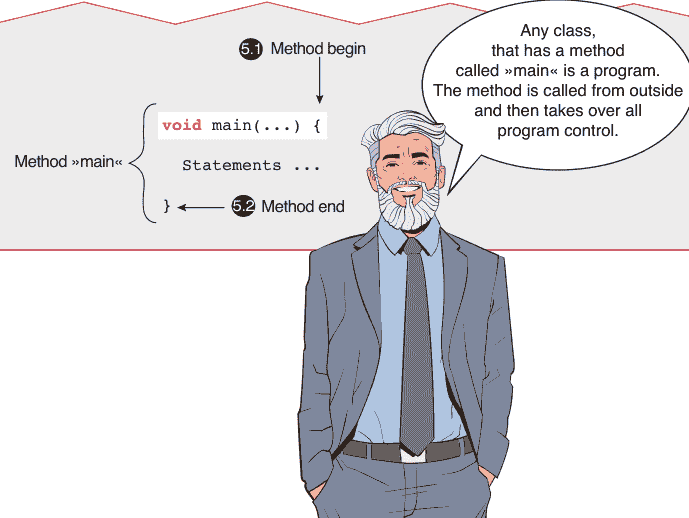 Any class,
that has a method
called »main« is a program.
The method is called from outside
and then takes over all
program control.
5.1 Method begin
void main(...) {
Method »main«
Statements ...
} 5.2 Method end